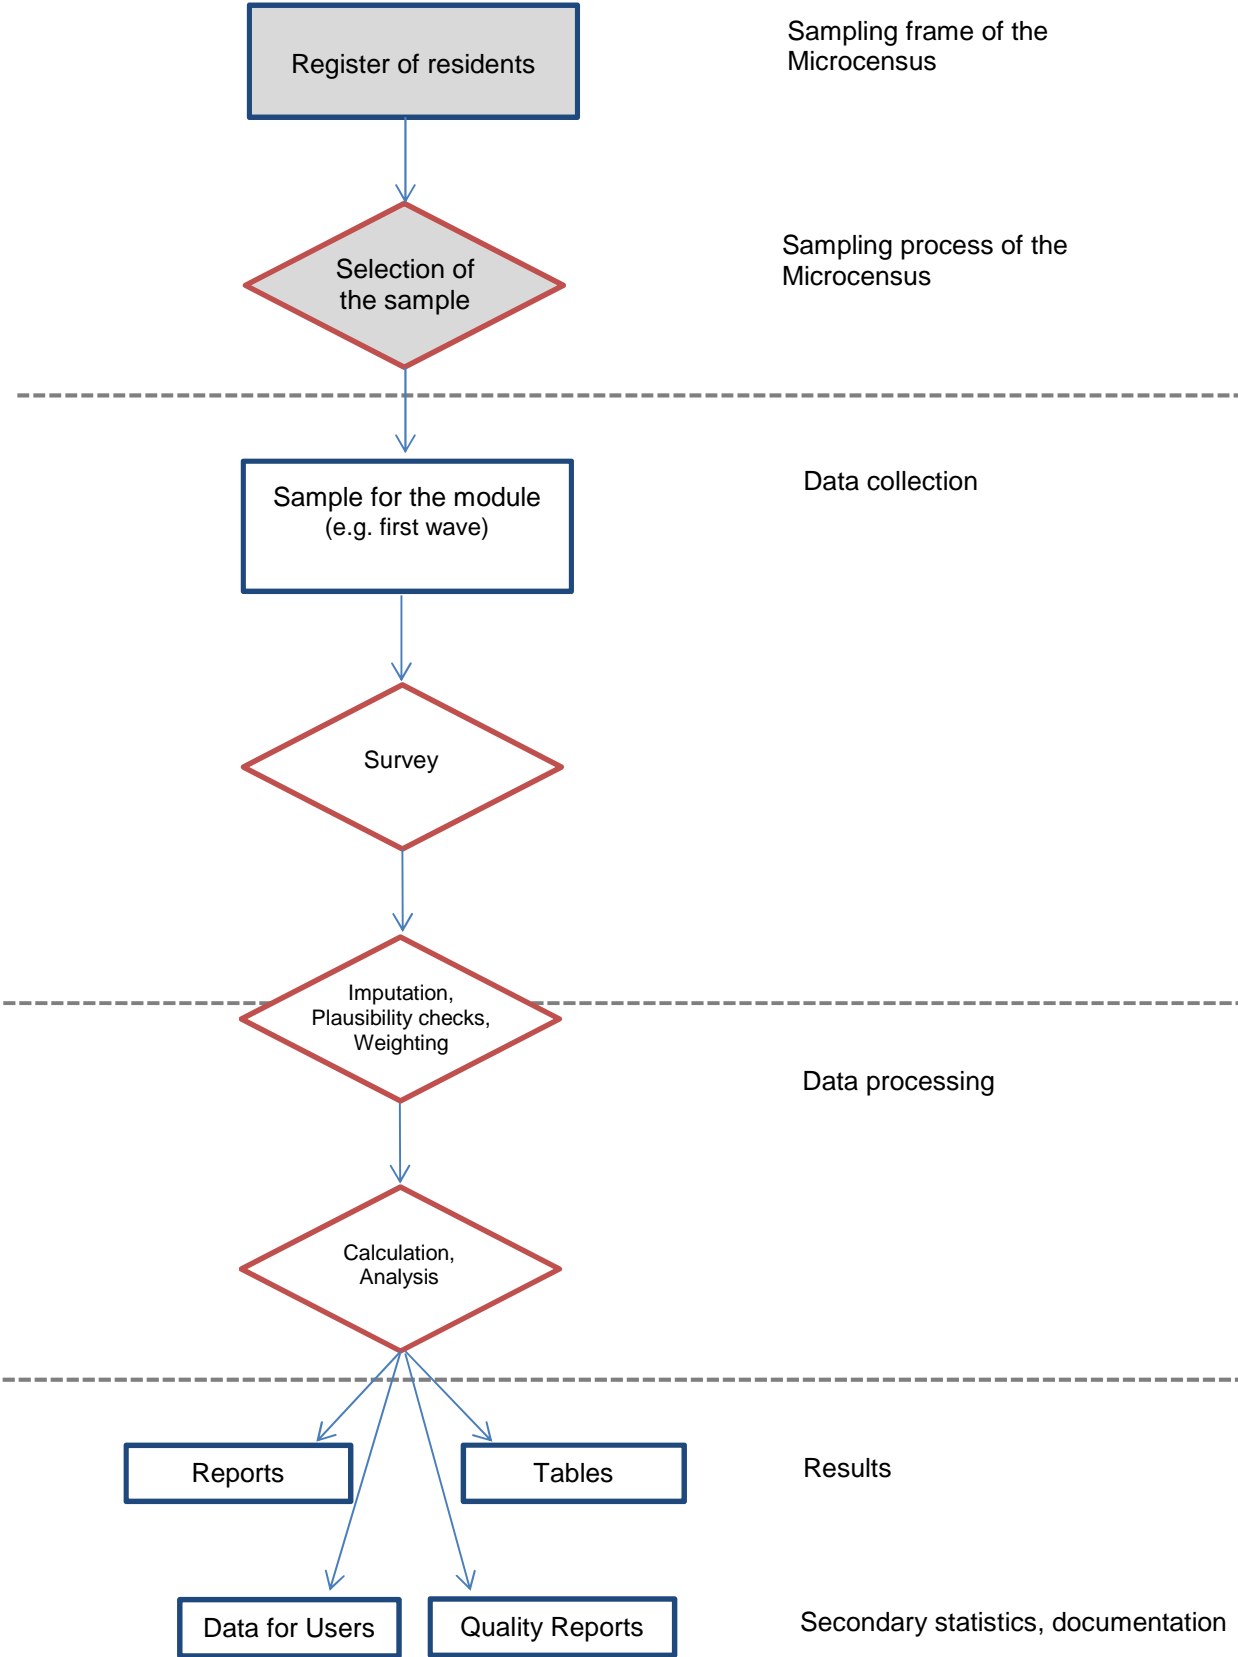 Register of residents
Sampling frame of the
Microcensus
Selection of
the sample
Sampling process of the
Microcensus
Sample for the module
(e.g. first wave)
Data collection
Survey
Imputation,
Plausibility checks,
Weighting
Data processing
Calculation,
Analysis
Reports
Tables
Results
Data for Users
Quality Reports
Secondary statistics, documentation